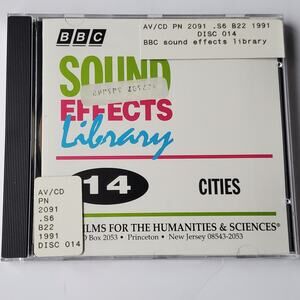 AV/CD PN 2091 .S6 B22 1991
DISC 014
BBC sound effects library
BBC
SOUND
EFFECTS
Library
14
CITIES
AV/CD
PN
2091
.S6
B22
1991
DISC 014
ILMS FOR THE HUMANITIES & SCIENCES®
O Box 2053 • Princeton • New Jersey 08543-2053